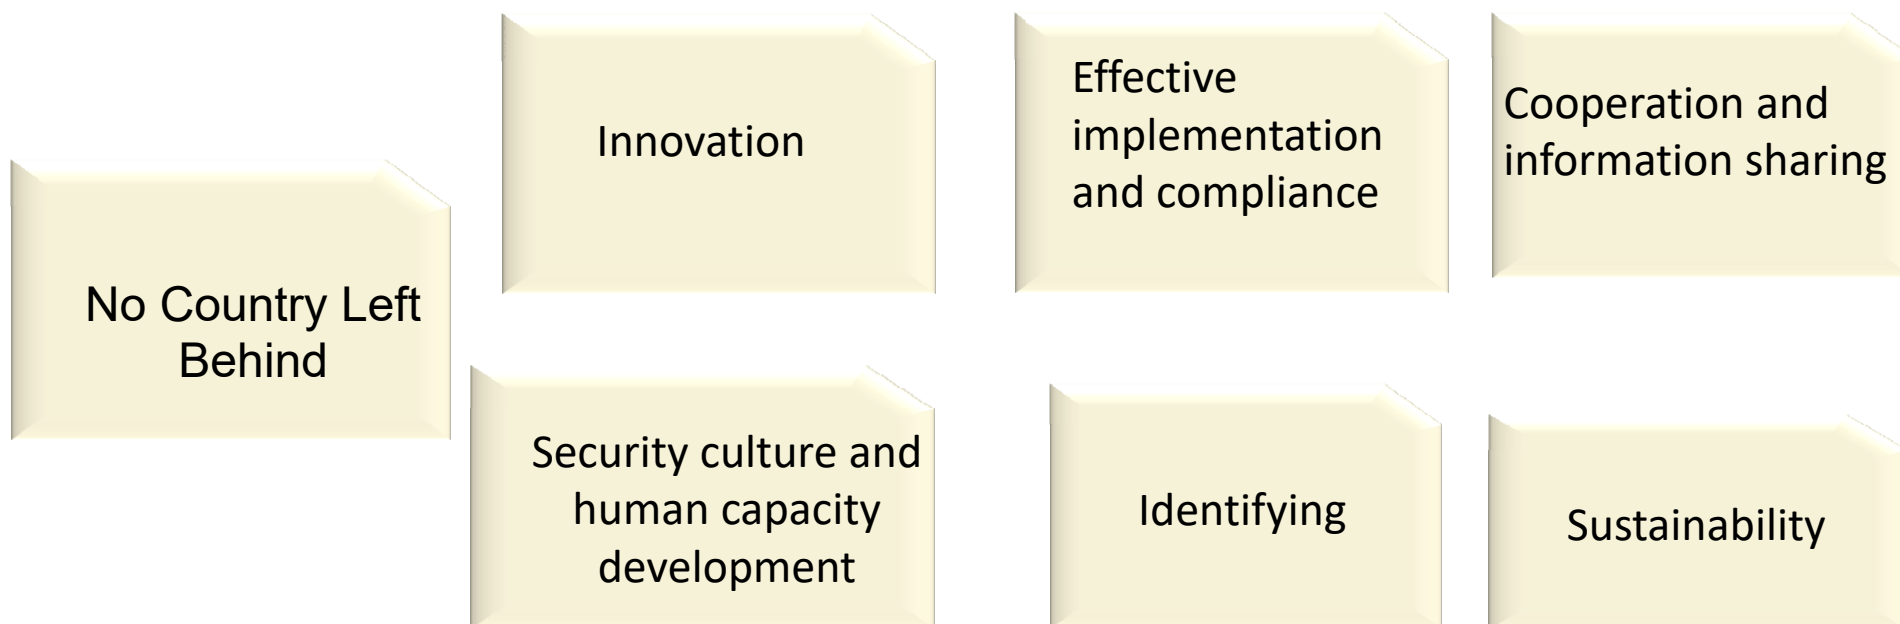 No Country Left
Behind
Innovation
Effective
implementation
and compliance
Cooperation and
information sharing
Security culture and
human capacity
development
Identifying
Sustainability